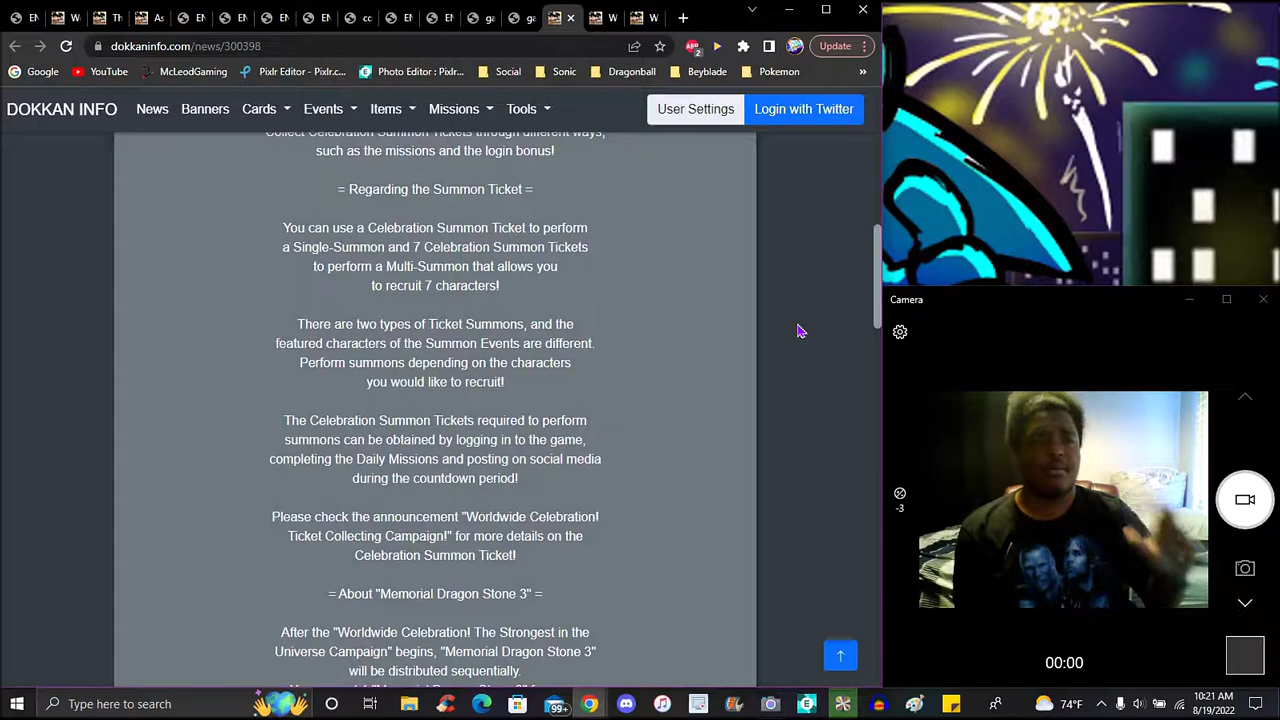 dokkaninfo.com/news/300398
Update
Google
YouTube
McLeodGaming
Pixlr Editor - Pixlr.c...
Photo Editor : Pixlr...
Social
Sonic
Dragonball
Beyblade
Pokemon
DOKKAN INFO
News
Banners
Cards
Events
Items
Missions
Tools
User Settings
Login with Twitter
Collect Celebration Summon Tickets through different ways,
such as the missions and the login bonus!
= Regarding the Summon Ticket =
You can use a Celebration Summon Ticket to perform
a Single-Summon and 7 Celebration Summon Tickets
to perform a Multi-Summon that allows you
to recruit 7 characters!
There are two types of Ticket Summons, and the
featured characters of the Summon Events are different.
Perform summons depending on the characters
you would like to recruit!
The Celebration Summon Tickets required to perform
summons can be obtained by logging in to the game,
completing the Daily Missions and posting on social media
during the countdown period!
Please check the announcement "Worldwide Celebration!
Ticket Collecting Campaign!" for more details on the
Celebration Summon Ticket!
= About "Memorial Dragon Stone 3" =
After the "Worldwide Celebration! The Strongest in the
Universe Campaign" begins, "Memorial Dragon Stone 3"
will be distributed sequentially.
Camera
-3
00:00
Type here to
99+
74°F
10:21 AM
8/19/2022